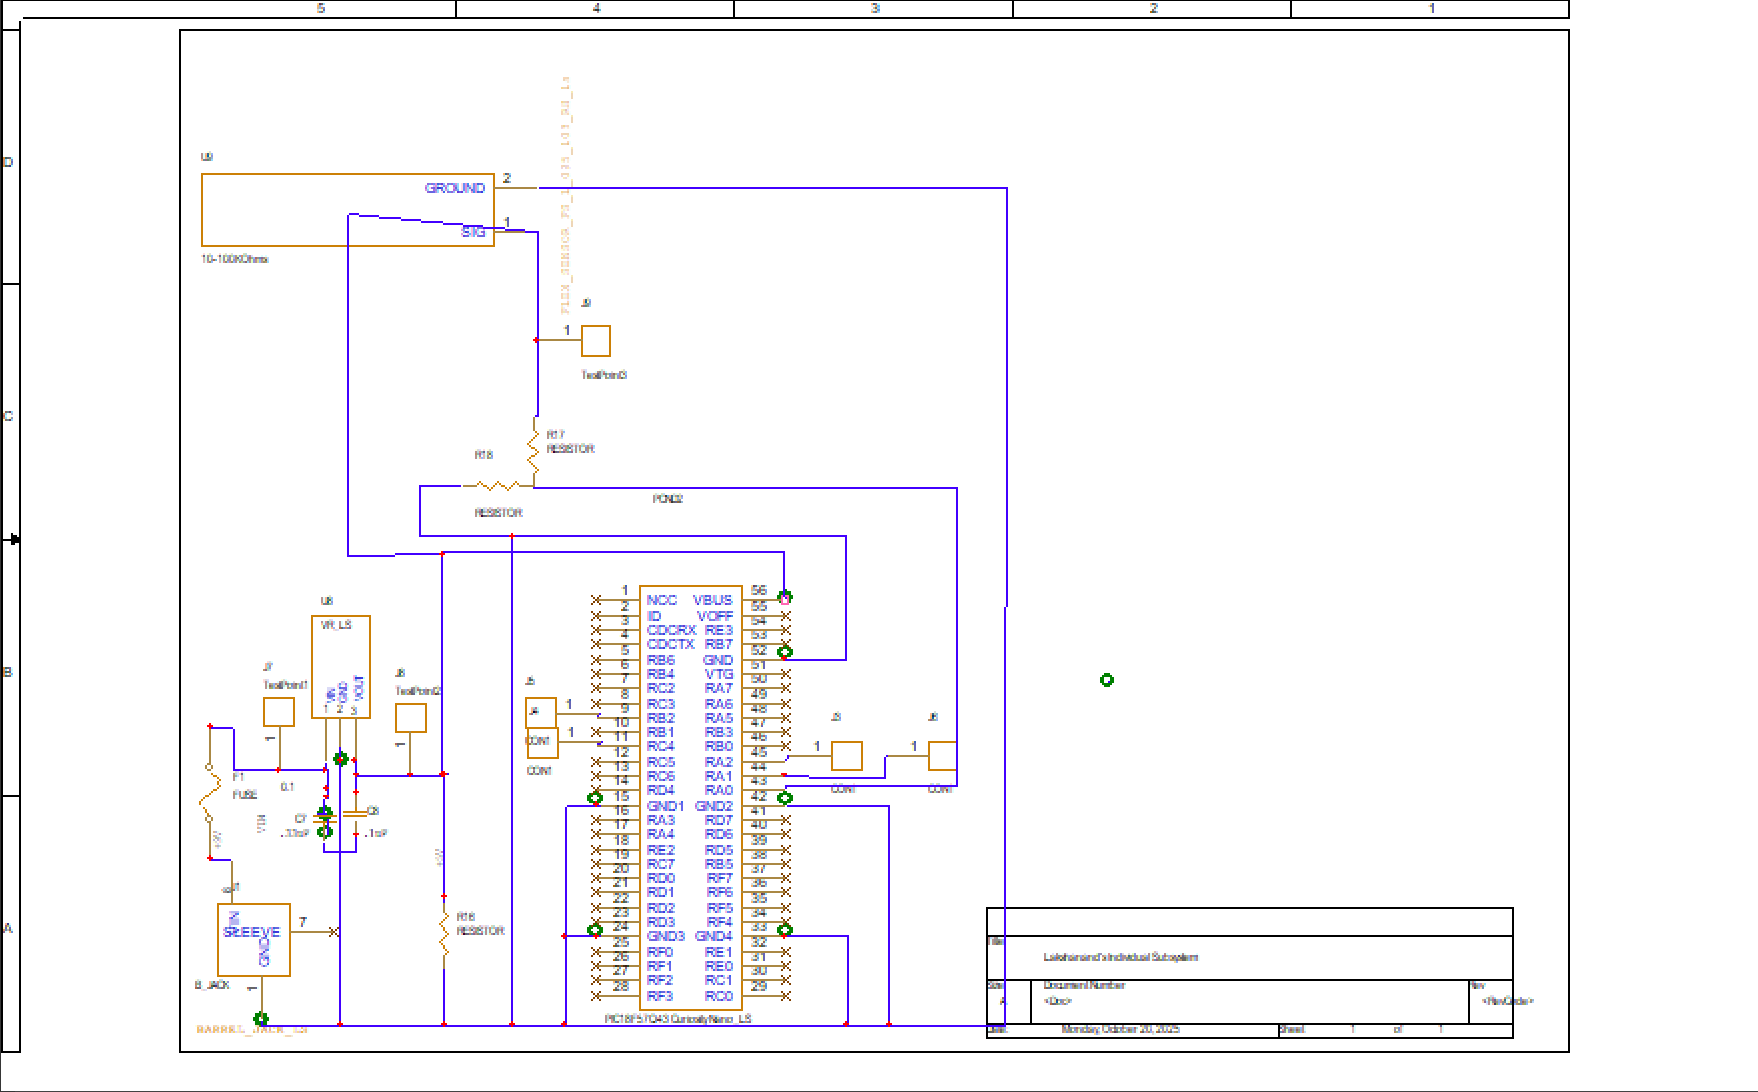 5 4 3 2 1
D
C
B
A
U9
GROUND 2
SIG 1
10-100KOhms
J9
1
TestPoint3
R17
RESISTOR
R18
RESISTOR
U8
VR_LS
VIN
GND
VOUT
1 2 3
J7
TestPoint1
1
J8
TestPoint2
1
F1
FUSE
0.1
VIN
C7
C8
.1uF
+9V
J1
VIN
SLEEVE
GND
7
1
B_JACK
BARREL_JACK_LS
R16
RESISTOR
J5
1
J4
CON1
1
CON1
J3
1
CON1
J6
1
CON1
1 NCC VBUS 56
2 ID VOFF 55
3 CDCRX RE3 54
4 CDCTX RB7 53
5 RB6 GND 52
6 RB4 VTG 51
7 RC2 RA7 50
8 RC3 RA6 49
9 RB2 RA5 48
10 RB1 RB3 47
11 RC4 RB0 46
12 RC5 RA2 45
13 RC6 RA1 44
14 RD4 RA0 43
15 GND1 GND2 42
16 RA3 RD7 41
17 RA4 RD6 40
18 RE2 RD5 39
19 RC7 RB5 38
20 RD0 RF7 37
21 RD1 RF6 36
22 RD2 RF5 35
23 RD3 RF4 34
24 GND3 GND4 33
25 RF0 RE1 32
26 RF1 RE0 31
27 RF2 RC1 30
28 RF3 RC0 29
PIC18F57Q43 Curiosity Nano_LS
Title
Lakshanand's Individual Subsystem
Size
A
Document Number
<Doc>
Rev
<RevCode>
Date: Monday, October 20, 2025 Sheet 1 of 1